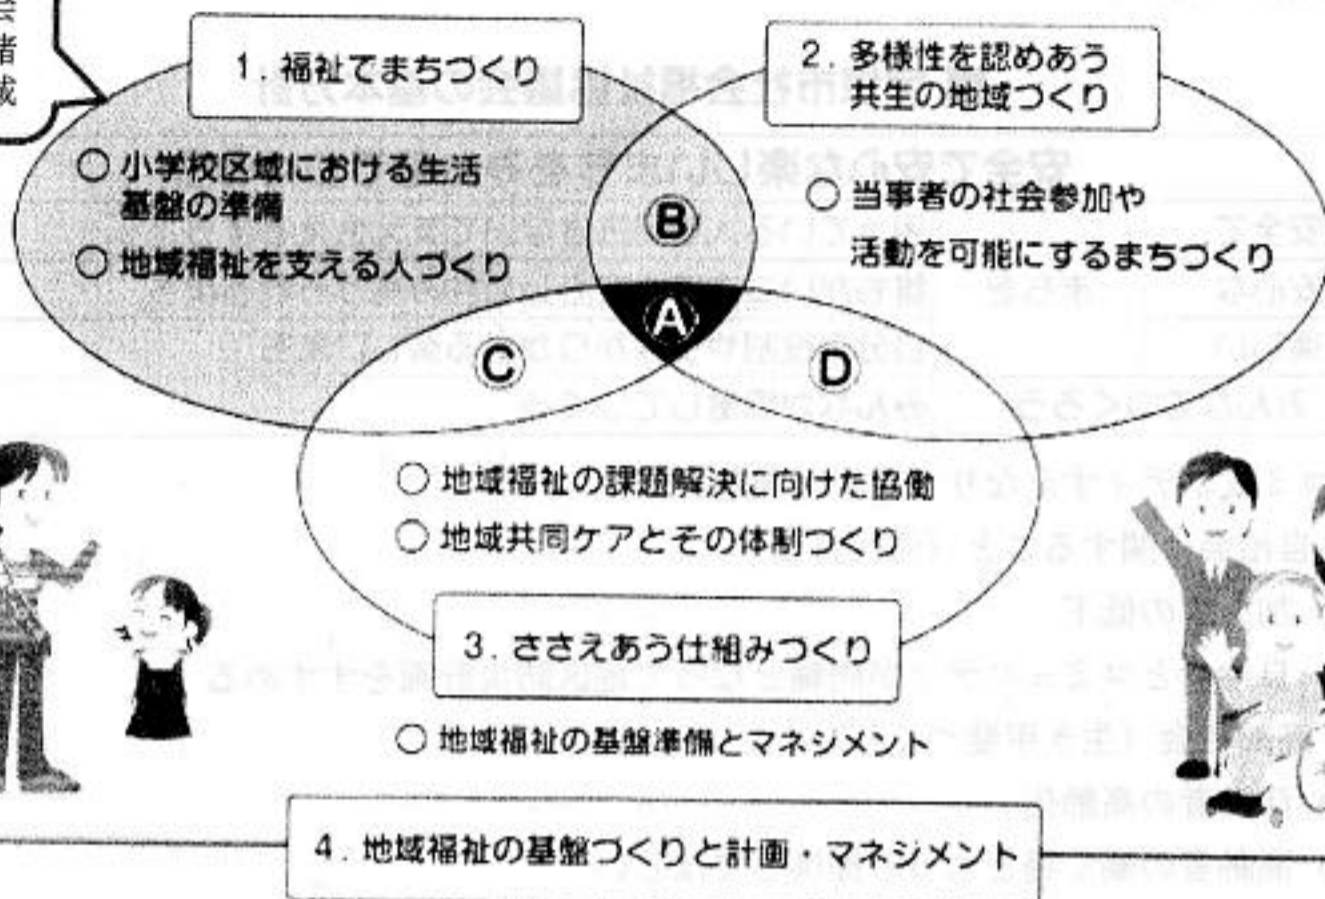 会
者
成
1. 福祉でまちづくり
2. 多様性を認めあう
共生の地域づくり
○ 小学校区域における生活
基盤の準備
○ 地域福祉を支える人づくり
○ 当事者の社会参加や
活動を可能にするまちづくり
B
A
C
D
○ 地域福祉の課題解決に向けた協働
○ 地域共同ケアとその体制づくり
3. ささえあう仕組みづくり
○ 地域福祉の基盤準備とマネジメント
4. 地域福祉の基盤づくりと計画・マネジメント